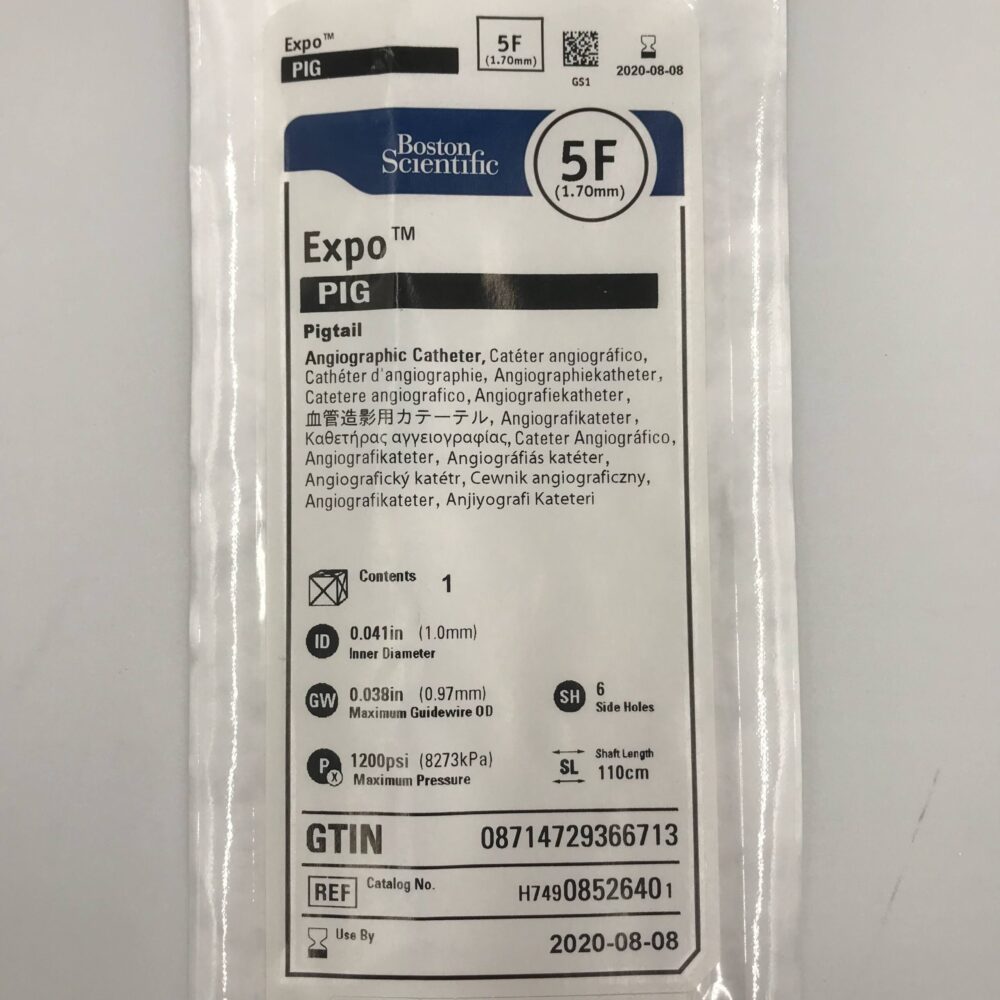 Expo™
PIG
5F
(1.70mm)
GS1
2020-08-08
Boston
Scientific
5F
(1.70mm)
Expo™
PIG
Pigtail
Angiographic Catheter, Catéter angiográfico,
Cathéter d'angiographie, Angiographiekatheter,
Catetere angiografico, Angiografiekatheter,
血管造影用カテーテル, Angiografikateter,
Καθετήρας αγγειογραφίας, Cateter Angiográfico,
Angiografikateter, Angiográfiás katéter,
Angiografický katétr, Cewnik angiograficzny,
Angiografikateter, Anjiyografi Kateteri
Contents 1
ID 0.041in (1.0mm)
Inner Diameter
GW 0.038in (0.97mm)
Maximum Guidewire OD
SH 6
Side Holes
Px 1200psi (8273kPa)
Maximum Pressure
SL Shaft Length
110cm
GTIN 08714729366713
REF Catalog No. H74908526401
Use By 2020-08-08